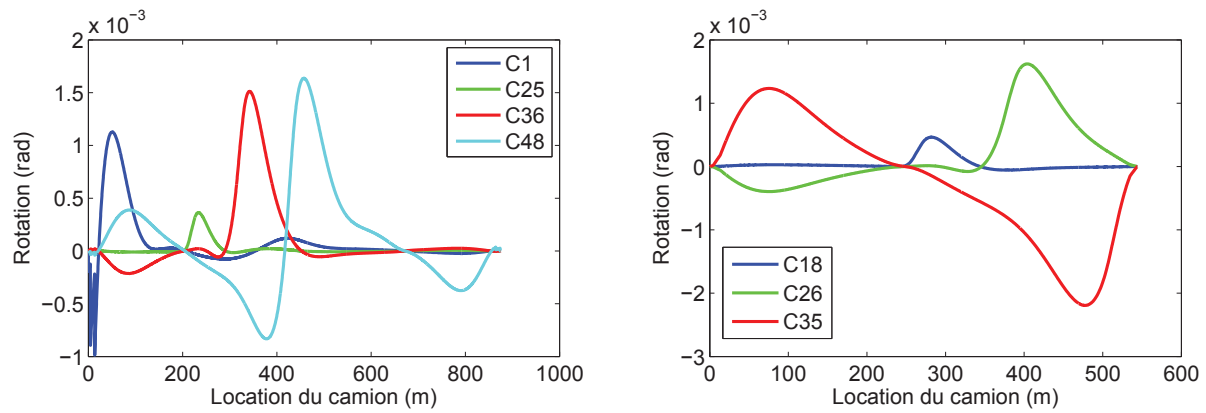 x 10⁻³
2
1.5
1
0.5
0
−0.5
−1
Rotation (rad)
0
200
400
600
800
1000
Location du camion (m)
C1
C25
C36
C48
x 10⁻³
2
1
0
−1
−2
−3
Rotation (rad)
0
100
200
300
400
500
600
Location du camion (m)
C18
C26
C35